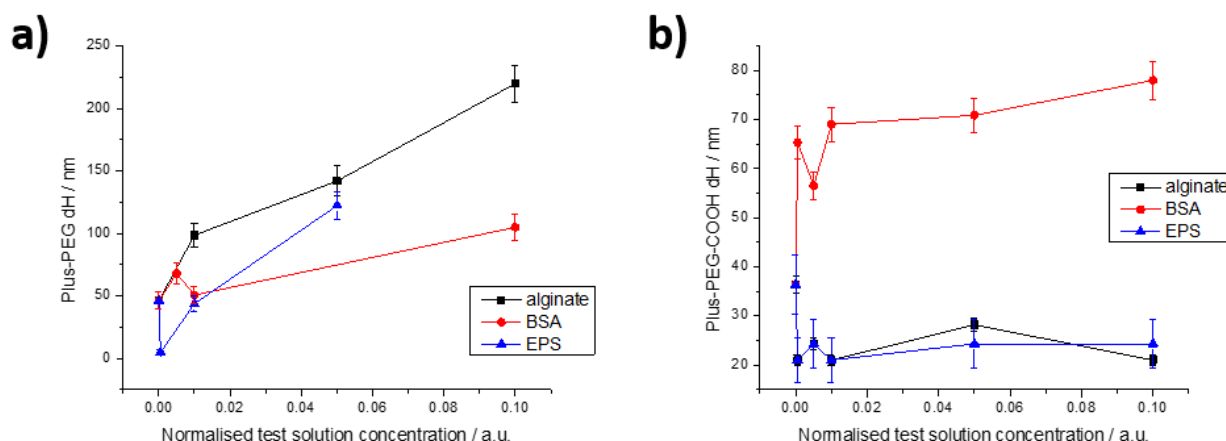 a)
250
200
150
100
50
0
Plus-PEG dH / nm
0.00 0.02 0.04 0.06 0.08 0.10
Normalised test solution concentration / a.u.
alginate
BSA
EPS
b)
80
70
60
50
40
30
20
Plus-PEG-COOH dH / nm
0.00 0.02 0.04 0.06 0.08 0.10
Normalised test solution concentration / a.u.
alginate
BSA
EPS